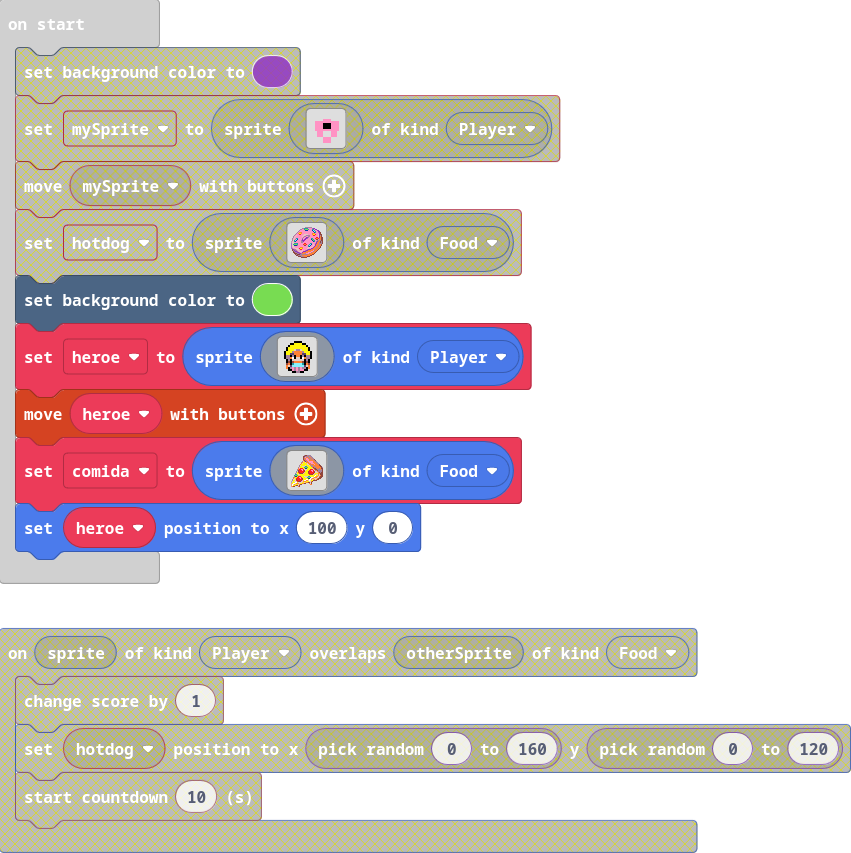 on start
set background color to
set mySprite to sprite of kind Player
move mySprite with buttons
set hotdog to sprite of kind Food
set background color to
set heroe to sprite of kind Player
move heroe with buttons
set comida to sprite of kind Food
set heroe position to x 100 y 0
on sprite of kind Player overlaps otherSprite of kind Food
change score by 1
set hotdog position to x pick random 0 to 160 y pick random 0 to 120
start countdown 10 (s)